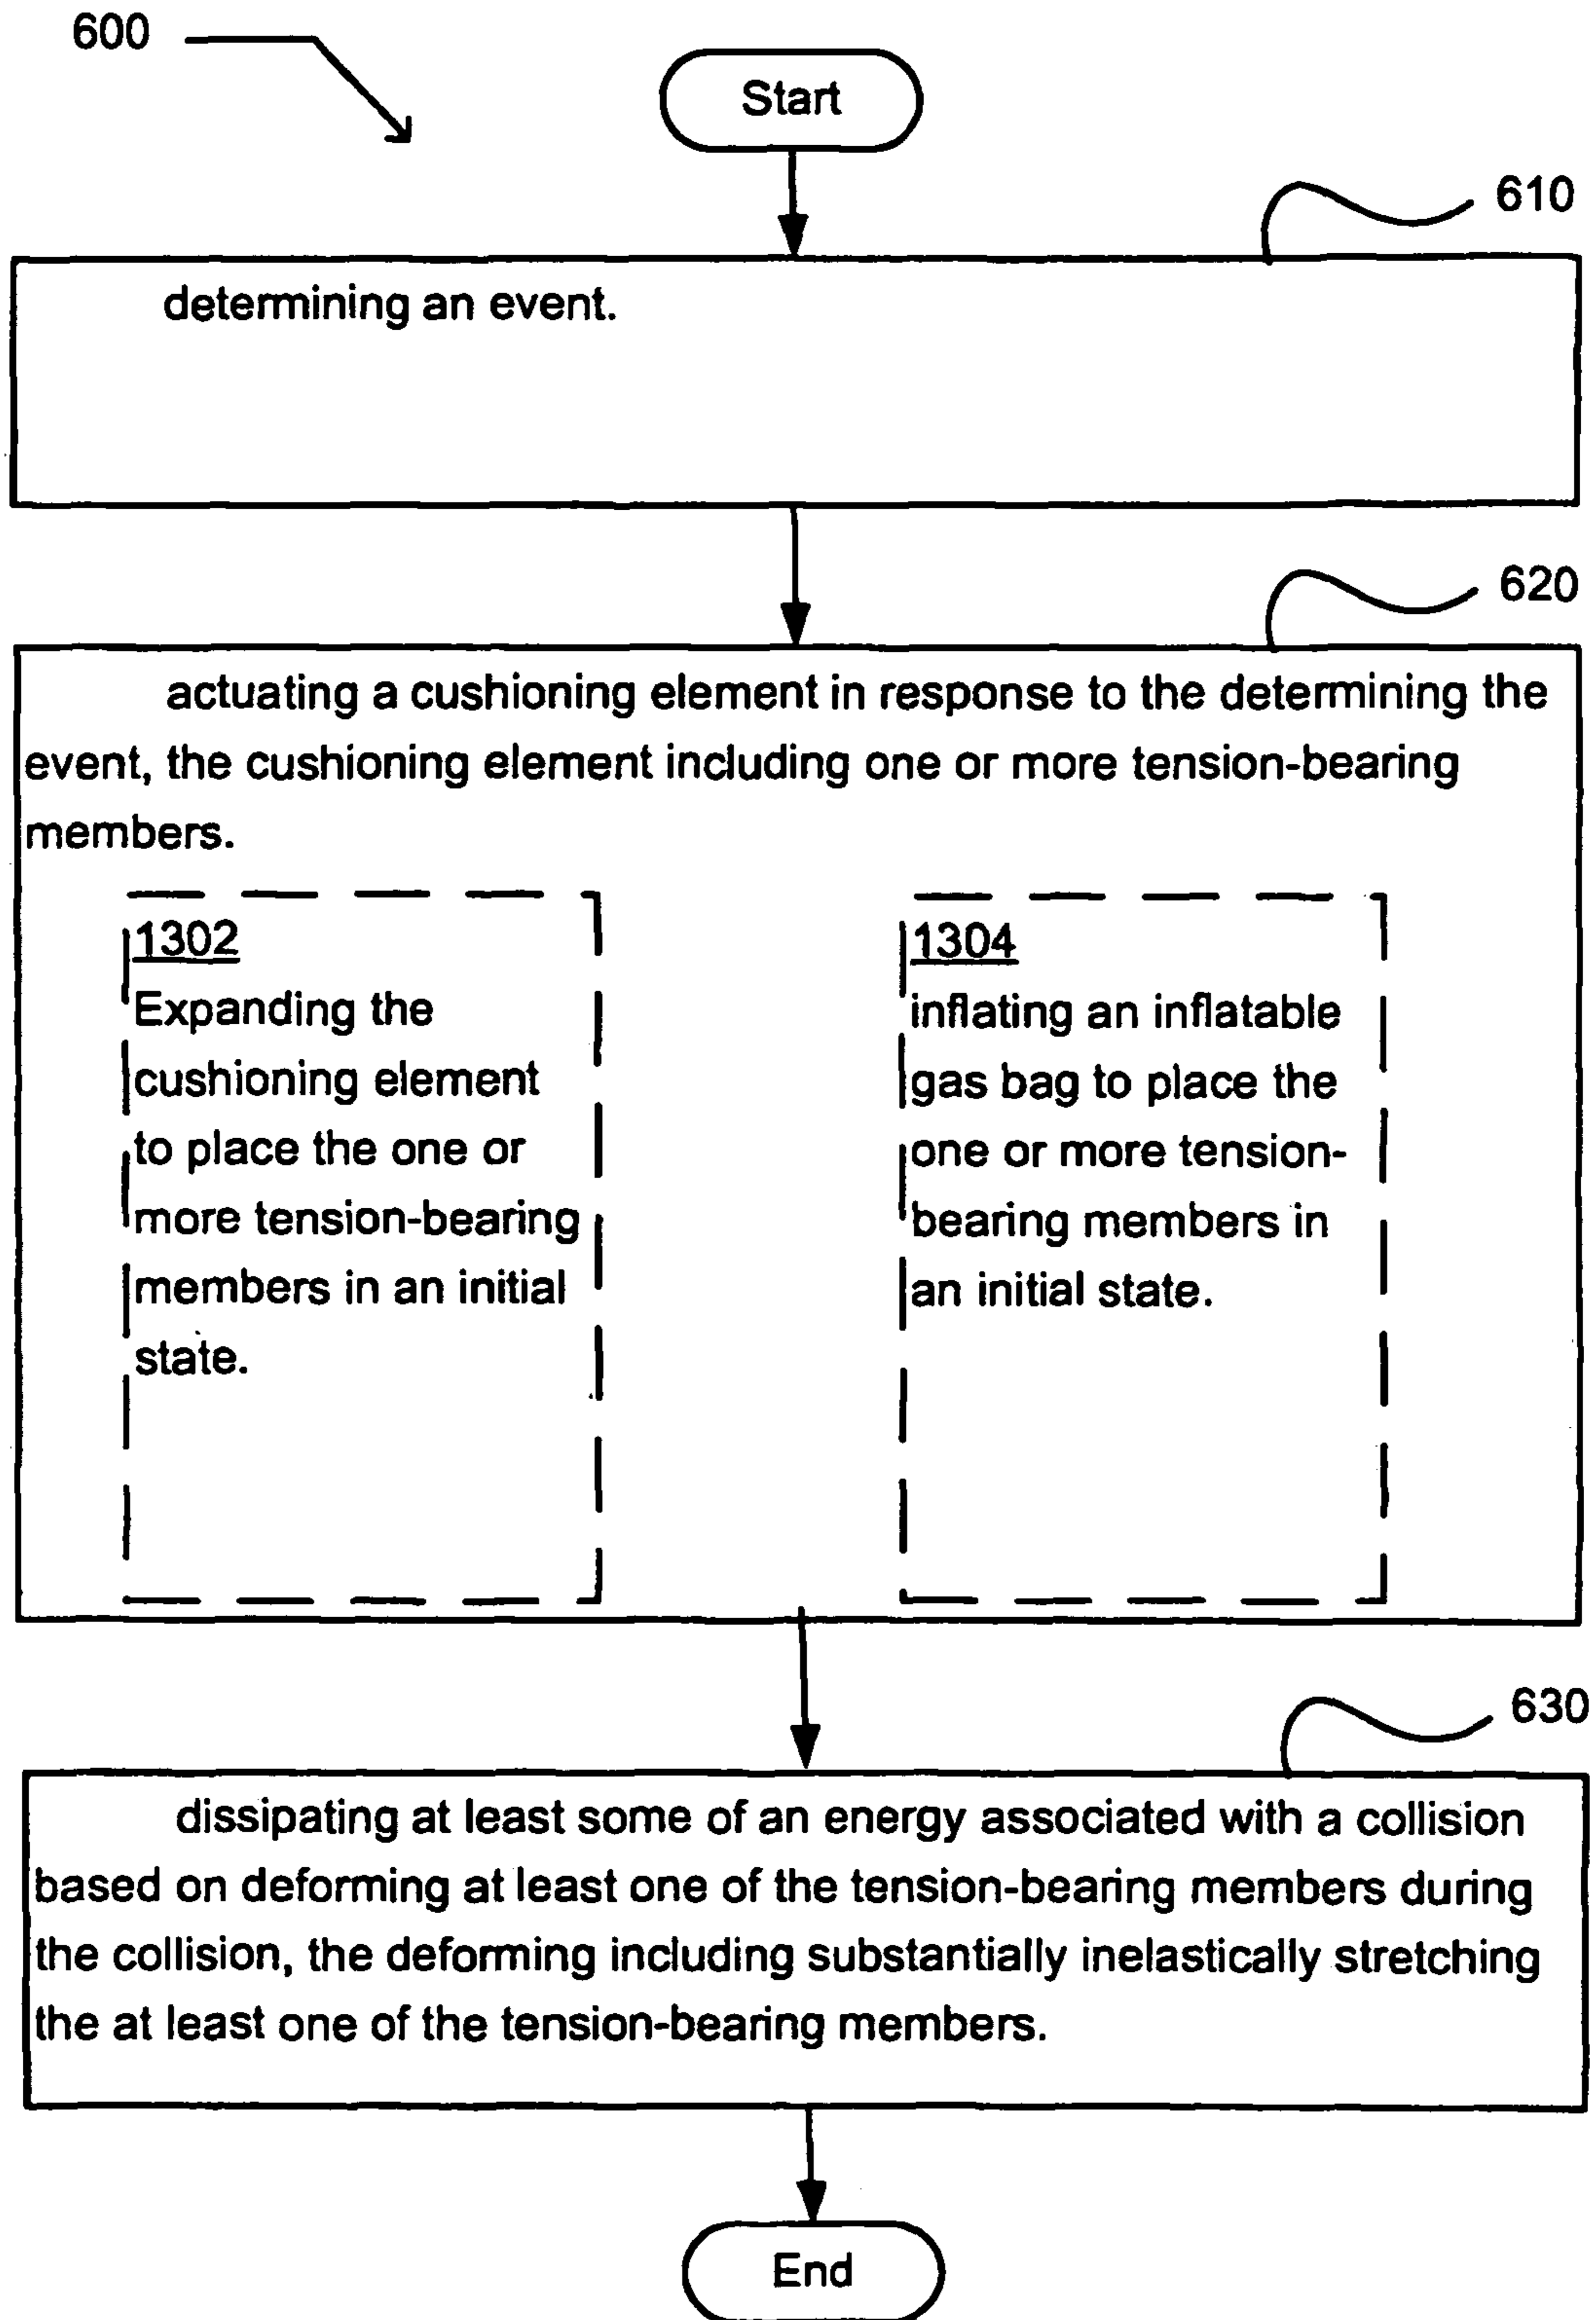 600
Start
610
determining an event.
620
actuating a cushioning element in response to the determining the
event, the cushioning element including one or more tension-bearing
members.
1302
Expanding the
cushioning element
to place the one or
more tension-bearing
members in an initial
state.
1304
inflating an inflatable
gas bag to place the
one or more tension-
bearing members in
an initial state.
630
dissipating at least some of an energy associated with a collision
based on deforming at least one of the tension-bearing members during
the collision, the deforming including substantially inelastically stretching
the at least one of the tension-bearing members.
End